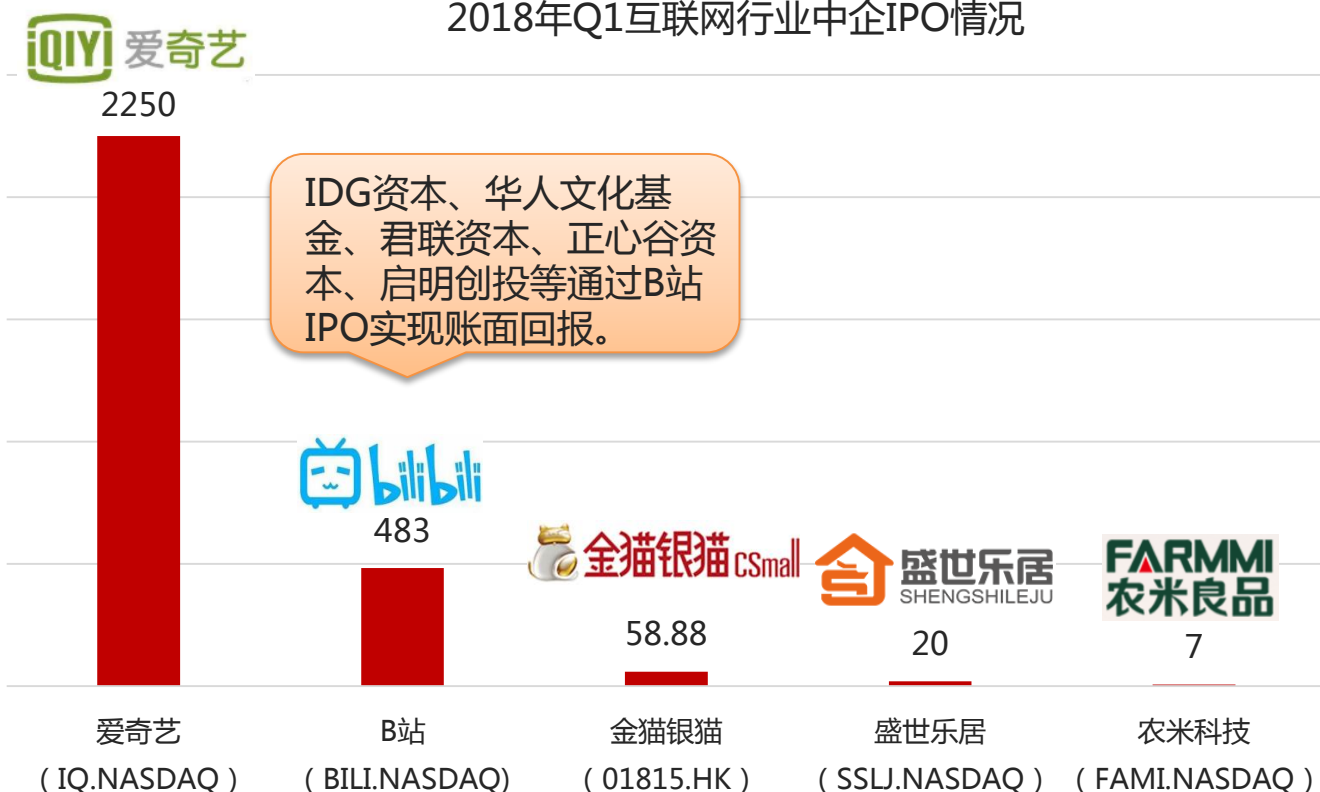 2018年Q1互联网行业中企IPO情况
iQIYI 爱奇艺
2250
IDG资本、华人文化基
金、君联资本、正心谷资
本、启明创投等通过B站
IPO实现账面回报。
bilibili
483
金猫银猫 CSmall
58.88
盛世乐居
SHENGSHILEJU
20
FARMMI
农米良品
7
爱奇艺
（IQ.NASDAQ）
B站
（BILI.NASDAQ)
金猫银猫
（01815.HK）
盛世乐居
（SSLJ.NASDAQ）
农米科技
（FAMI.NASDAQ）